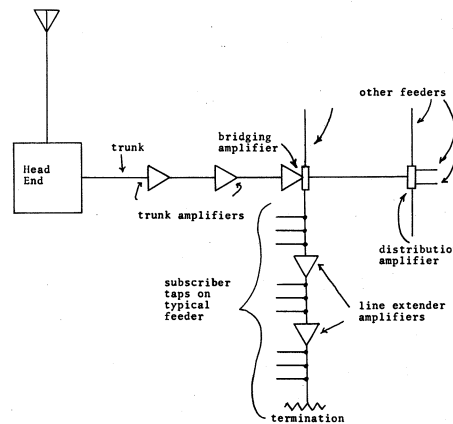 other feeders
bridging
amplifier
trunk
Head
End
trunk amplifiers
distributio
amplifier
subscriber
taps on
typical
feeder
line extender
amplifiers
termination